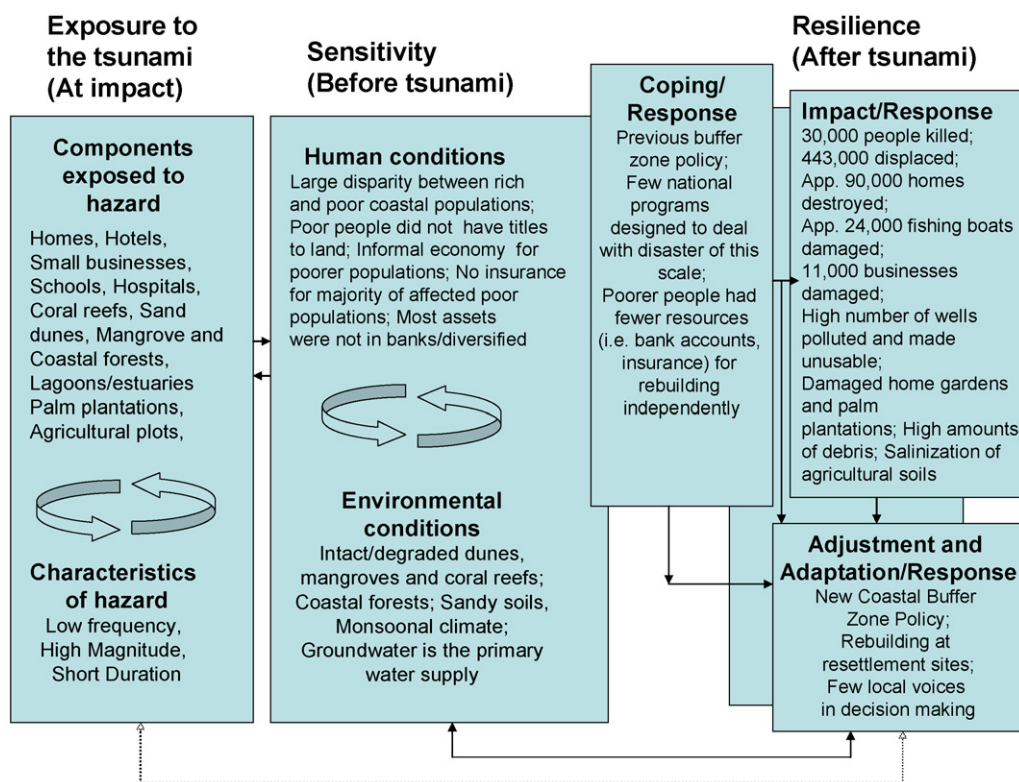 Exposure to
the tsunami
(At impact)
Components
exposed to
hazard
Homes, Hotels,
Small businesses,
Schools, Hospitals,
Coral reefs, Sand
dunes, Mangrove and
Coastal forests,
Lagoons/estuaries
Palm plantations,
Agricultural plots,
Characteristics
of hazard
Low frequency,
High Magnitude,
Short Duration
Sensitivity
(Before tsunami)
Human conditions
Large disparity between rich
and poor coastal populations;
Poor people did not have titles
to land; Informal economy for
poorer populations; No insurance
for majority of affected poor
populations; Most assets
were not in banks/diversified
Environmental
conditions
Intact/degraded dunes,
mangroves and coral reefs;
Coastal forests; Sandy soils,
Monsoonal climate;
Groundwater is the primary
water supply
Resilience
(After tsunami)
Coping/
Response
Previous buffer
zone policy;
Few national
programs
designed to deal
with disaster of this
scale;
Poorer people had
fewer resources
(i.e. bank accounts,
insurance) for
rebuilding
independently
Impact/Response
30,000 people killed;
443,000 displaced;
App. 90,000 homes
destroyed;
App. 24,000 fishing boats
damaged;
11,000 businesses
damaged;
High number of wells
polluted and made
unusable;
Damaged home gardens
and palm
plantations; High amounts
of debris; Salinization of
agricultural soils
Adjustment and
Adaptation/Response
New Coastal Buffer
Zone Policy;
Rebuilding at
resettlement sites;
Few local voices
in decision making